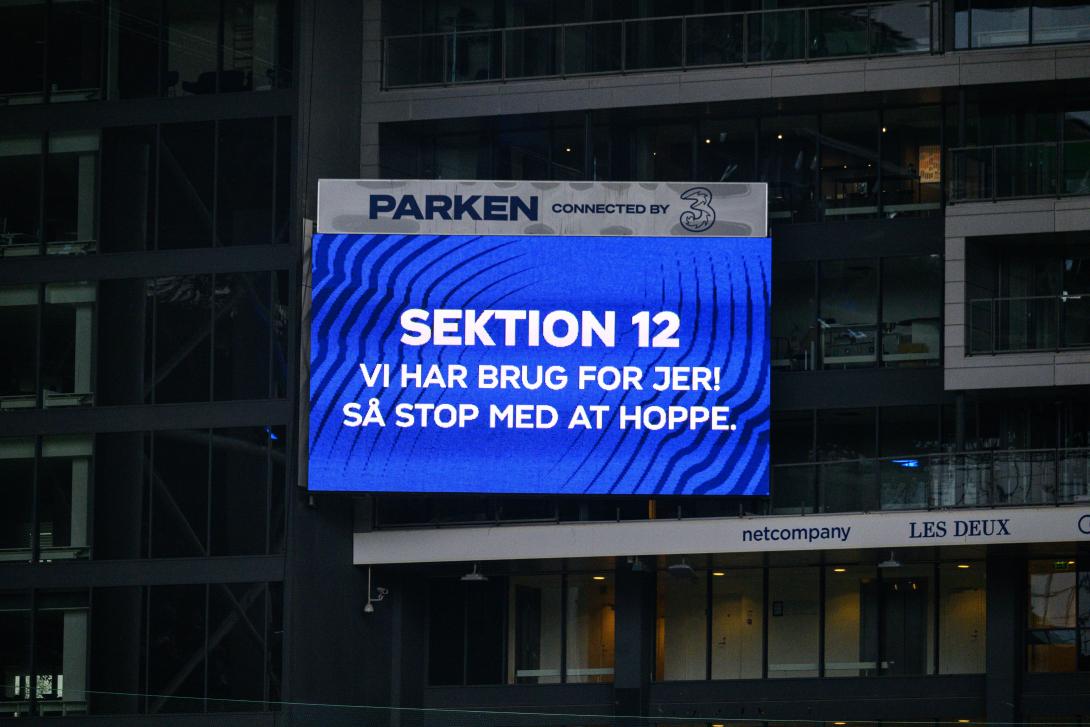 PARKEN CONNECTED BY 3
SEKTION 12
VI HAR BRUG FOR JER!
SÅ STOP MED AT HOPPE.
netcompany LES DEUX